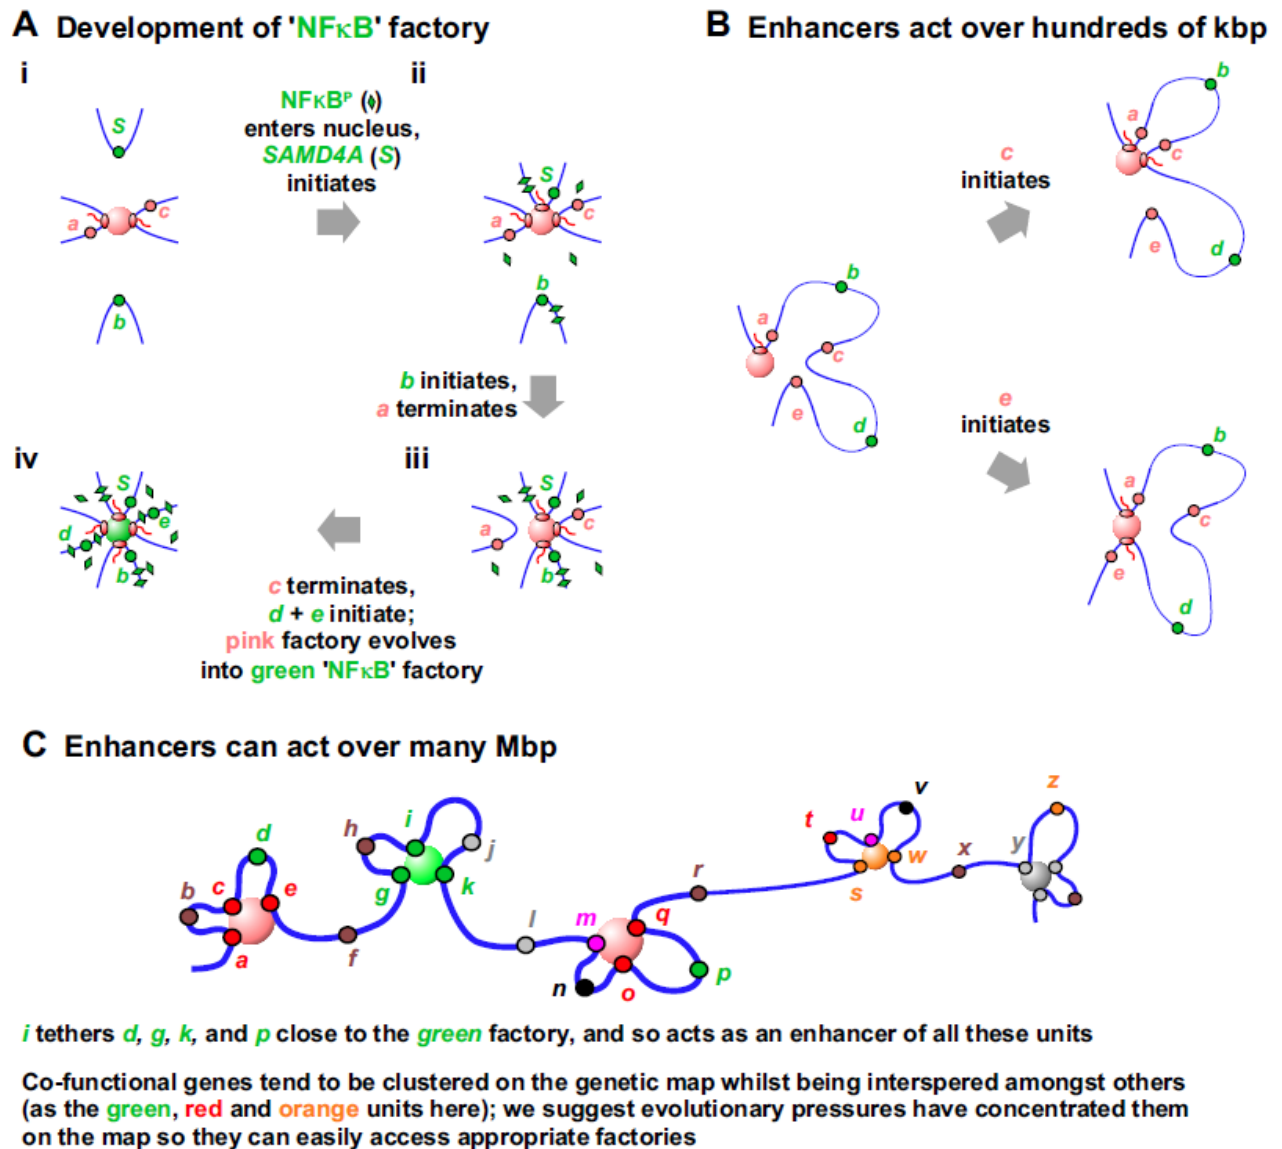 A Development of 'NFκB' factory
i
S
a
c
b
NFκBᴾ ( )
enters nucleus,
SAMD4A (S)
initiates
ii
S
a
c
b
b initiates,
a terminates
iii
S
a
c
b
c terminates,
d + e initiate;
pink factory evolves
into green 'NFκB' factory
iv
S
d
e
b
B Enhancers act over hundreds of kbp
a
b
c
e
d
c
initiates
b
a
c
e
d
e
initiates
b
a
c
e
d
C Enhancers can act over many Mbp
a
b
c
d
e
f
g
h
i
j
k
l
m
n
o
p
q
r
s
t
u
v
w
x
y
z
i tethers d, g, k, and p close to the green factory, and so acts as an enhancer of all these units
Co-functional genes tend to be clustered on the genetic map whilst being interspered amongst others
(as the green, red and orange units here); we suggest evolutionary pressures have concentrated them
on the map so they can easily access appropriate factories